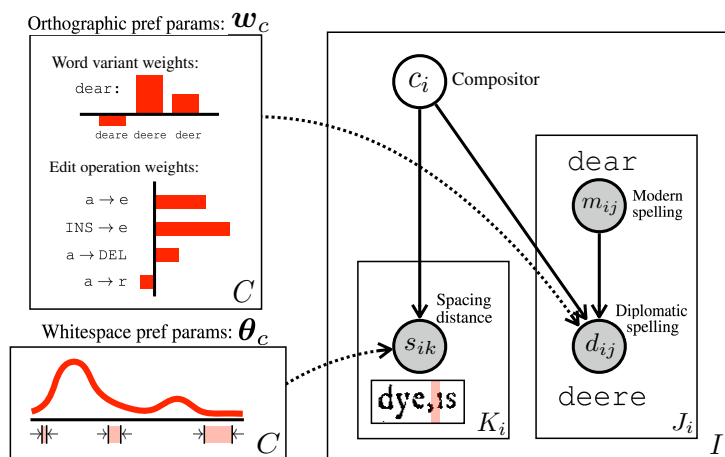 Orthographic pref params: w_c
Word variant weights:
dear:
deare deere deer
Edit operation weights:
a → e
INS → e
a → DEL
a → r
C
Whitespace pref params: θ_c
C
c_i Compositor
dear
m_ij Modern spelling
Spacing distance
s_ik
dye,is
K_i
Diplomatic spelling
d_ij
deere
J_i
I